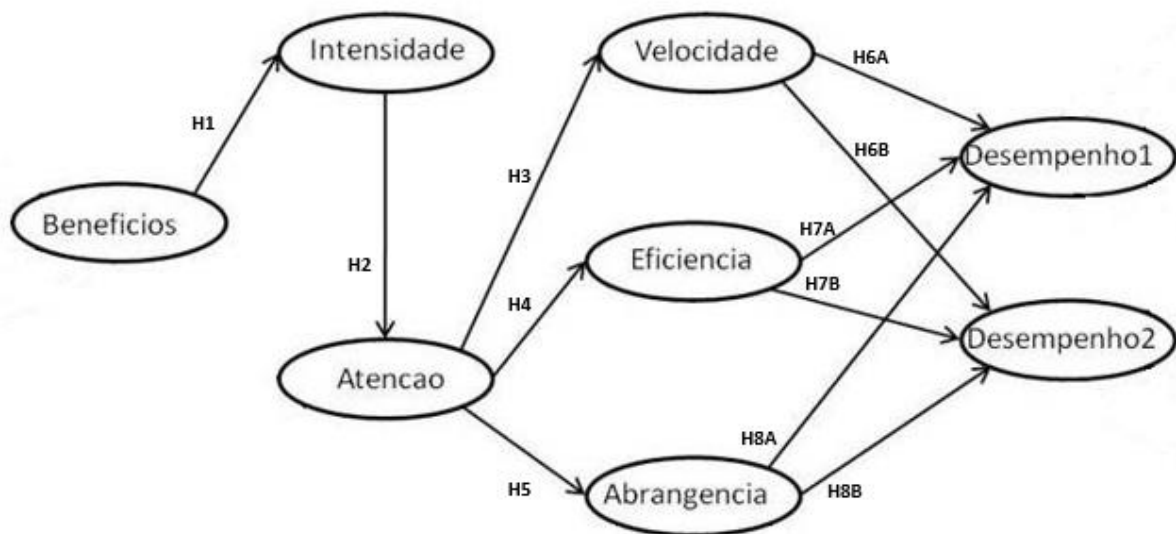 Intensidade
Velocidade
H6A
H1
H6B
Desempenho1
H3
Beneficios
H7A
Eficiencia
H2
H7B
H4
Desempenho2
Atencao
H8A
H5
Abrangencia
H8B